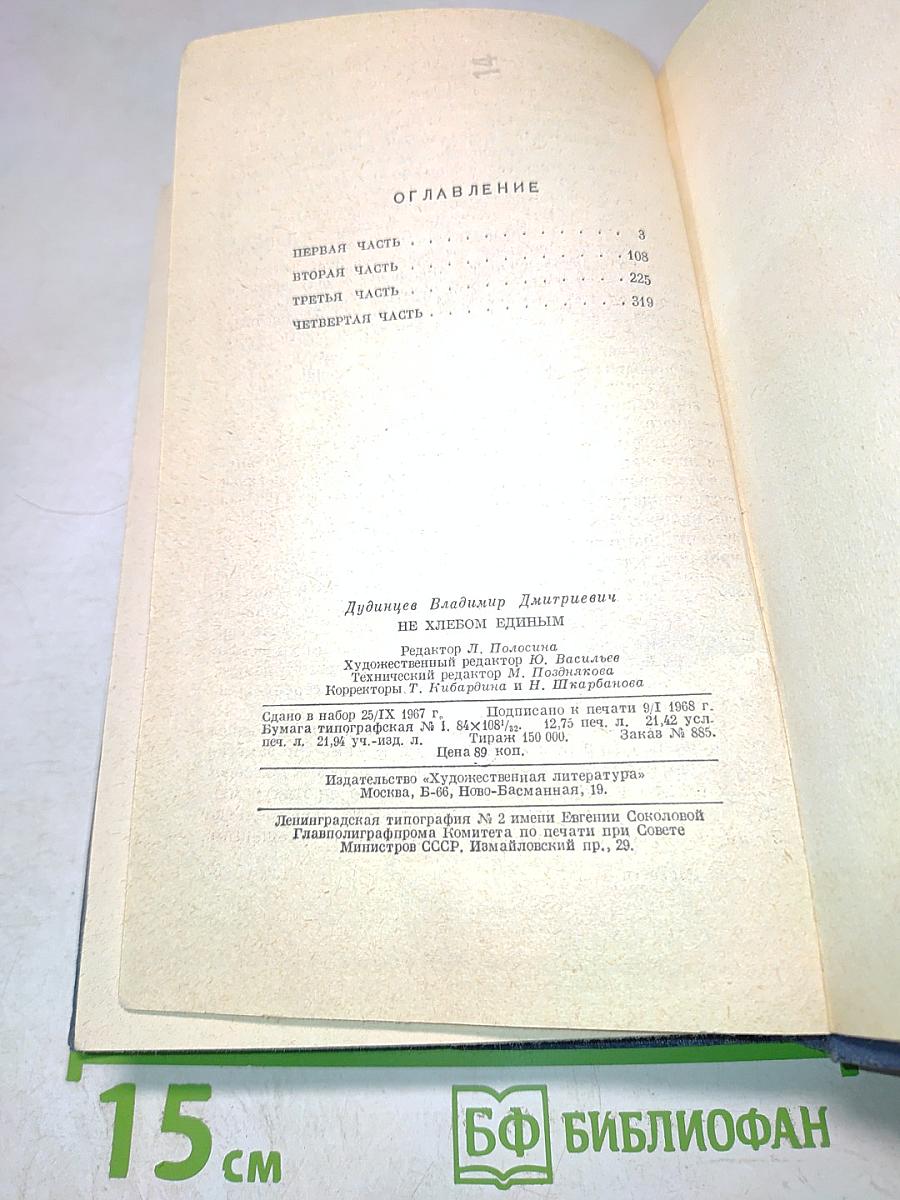 14
ОГЛАВЛЕНИЕ
ПЕРВАЯ ЧАСТЬ . . . . . . . . . . . 3
ВТОРАЯ ЧАСТЬ . . . . . . . . . . . 108
ТРЕТЬЯ ЧАСТЬ . . . . . . . . . . . 225
ЧЕТВЕРТАЯ ЧАСТЬ . . . . . . . . . . 319
Дудинцев Владимир Дмитриевич
НЕ ХЛЕБОМ ЕДИНЫМ
Редактор Л. Полосина
Художественный редактор Ю. Васильев
Технический редактор М. Позднякова
Корректоры Т. Кибардина и Н. Шкарбанова
Сдано в набор 25/IX 1967 г. Подписано к печати 9/I 1968 г.
Бумага типографская № 1. 84×108¹/₃₂. 12,75 печ. л. 21,42 усл.
печ. л. 21,94 уч.-изд. л. Тираж 150 000. Заказ № 885.
Цена 89 коп.
Издательство «Художественная литература»
Москва, Б-66, Ново-Басманная, 19.
Ленинградская типография № 2 имени Евгении Соколовой
Главполиграфпрома Комитета по печати при Совете
Министров СССР, Измайловский пр., 29.
15 см
БФ БИБЛИОФАН